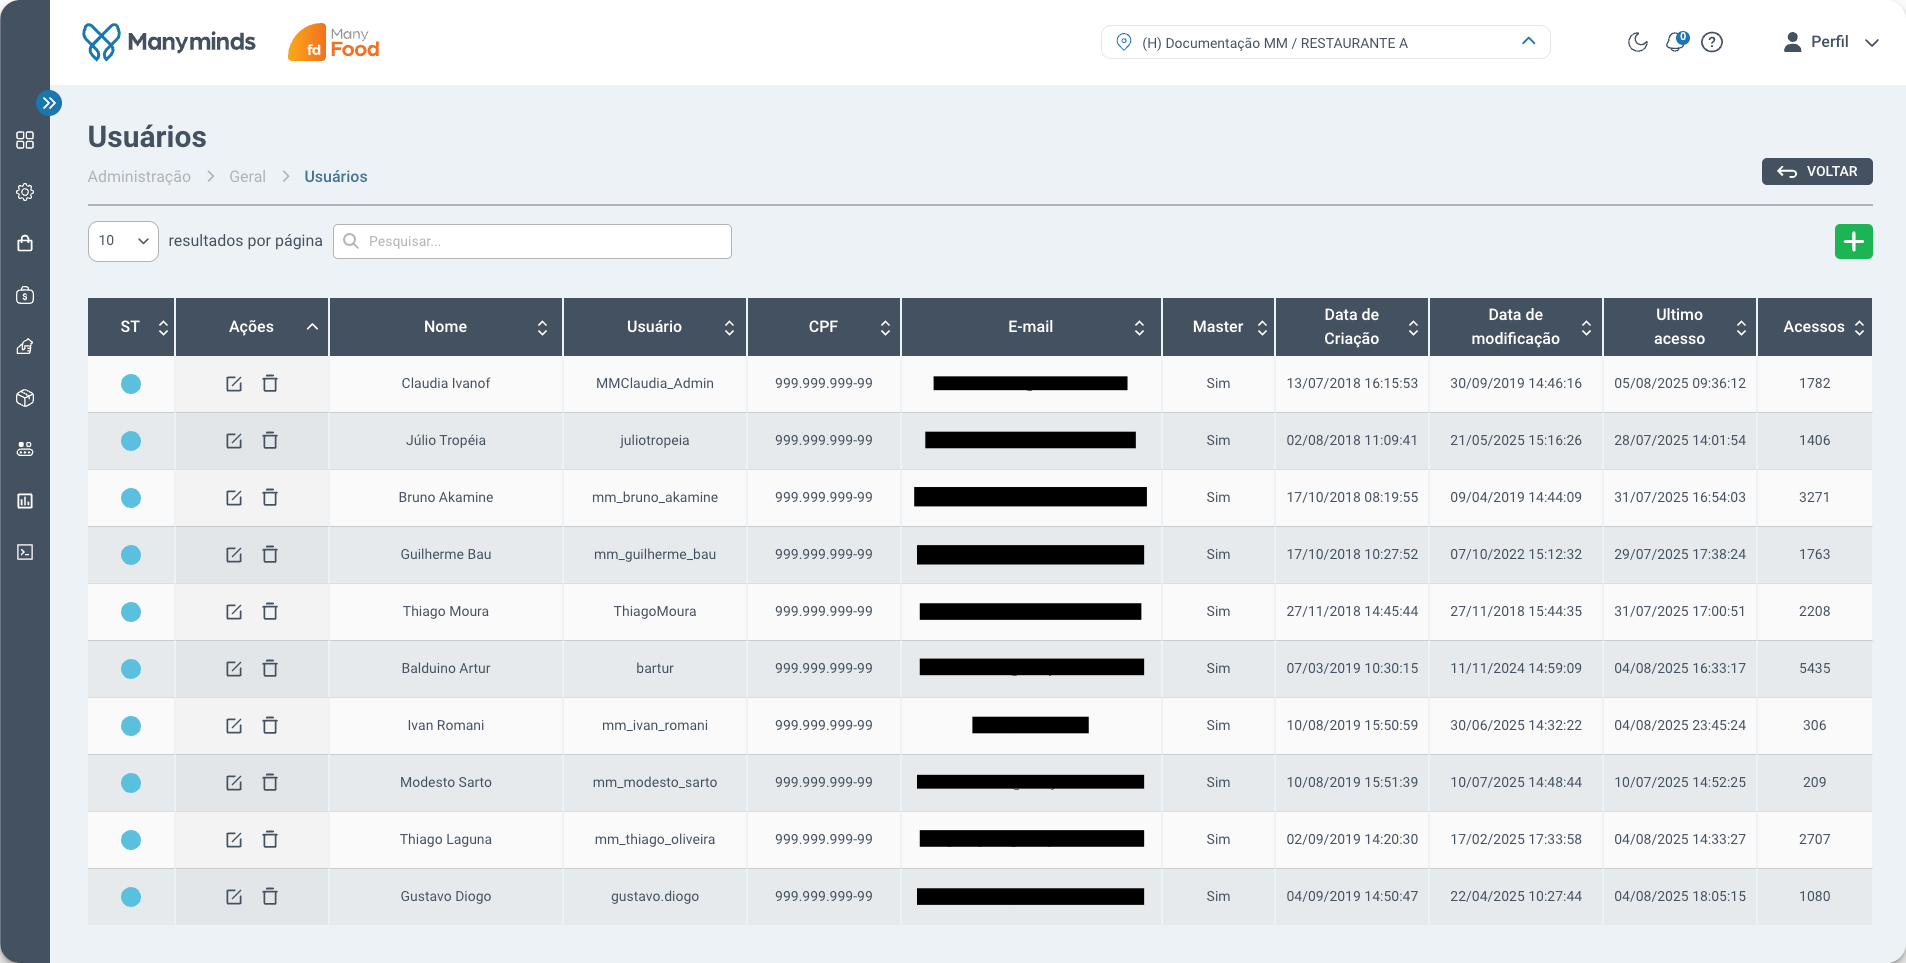 Manyminds
fd Many Food
(H) Documentação MM / RESTAURANTE A
0
Perfil
Usuários
Administração > Geral > Usuários
VOLTAR
10 resultados por página Pesquisar...
ST Ações Nome Usuário CPF E-mail Master Data de Criação Data de modificação Ultimo acesso Acessos
Claudia Ivanof MMClaudia_Admin 999.999.999-99 Sim 13/07/2018 16:15:53 30/09/2019 14:46:16 05/08/2025 09:36:12 1782
Júlio Tropéia juliotropeia 999.999.999-99 Sim 02/08/2018 11:09:41 21/05/2025 15:16:26 28/07/2025 14:01:54 1406
Bruno Akamine mm_bruno_akamine 999.999.999-99 Sim 17/10/2018 08:19:55 09/04/2019 14:44:09 31/07/2025 16:54:03 3271
Guilherme Bau mm_guilherme_bau 999.999.999-99 Sim 17/10/2018 10:27:52 07/10/2022 15:12:32 29/07/2025 17:38:24 1763
Thiago Moura ThiagoMoura 999.999.999-99 Sim 27/11/2018 14:45:44 27/11/2018 15:44:35 31/07/2025 17:00:51 2208
Balduino Artur bartur 999.999.999-99 Sim 07/03/2019 10:30:15 11/11/2024 14:59:09 04/08/2025 16:33:17 5435
Ivan Romani mm_ivan_romani 999.999.999-99 Sim 10/08/2019 15:50:59 30/06/2025 14:32:22 04/08/2025 23:45:24 306
Modesto Sarto mm_modesto_sarto 999.999.999-99 Sim 10/08/2019 15:51:39 10/07/2025 14:48:44 10/07/2025 14:52:25 209
Thiago Laguna mm_thiago_oliveira 999.999.999-99 Sim 02/09/2019 14:20:30 17/02/2025 17:33:58 04/08/2025 14:33:27 2707
Gustavo Diogo gustavo.diogo 999.999.999-99 Sim 04/09/2019 14:50:47 22/04/2025 10:27:44 04/08/2025 18:05:15 1080